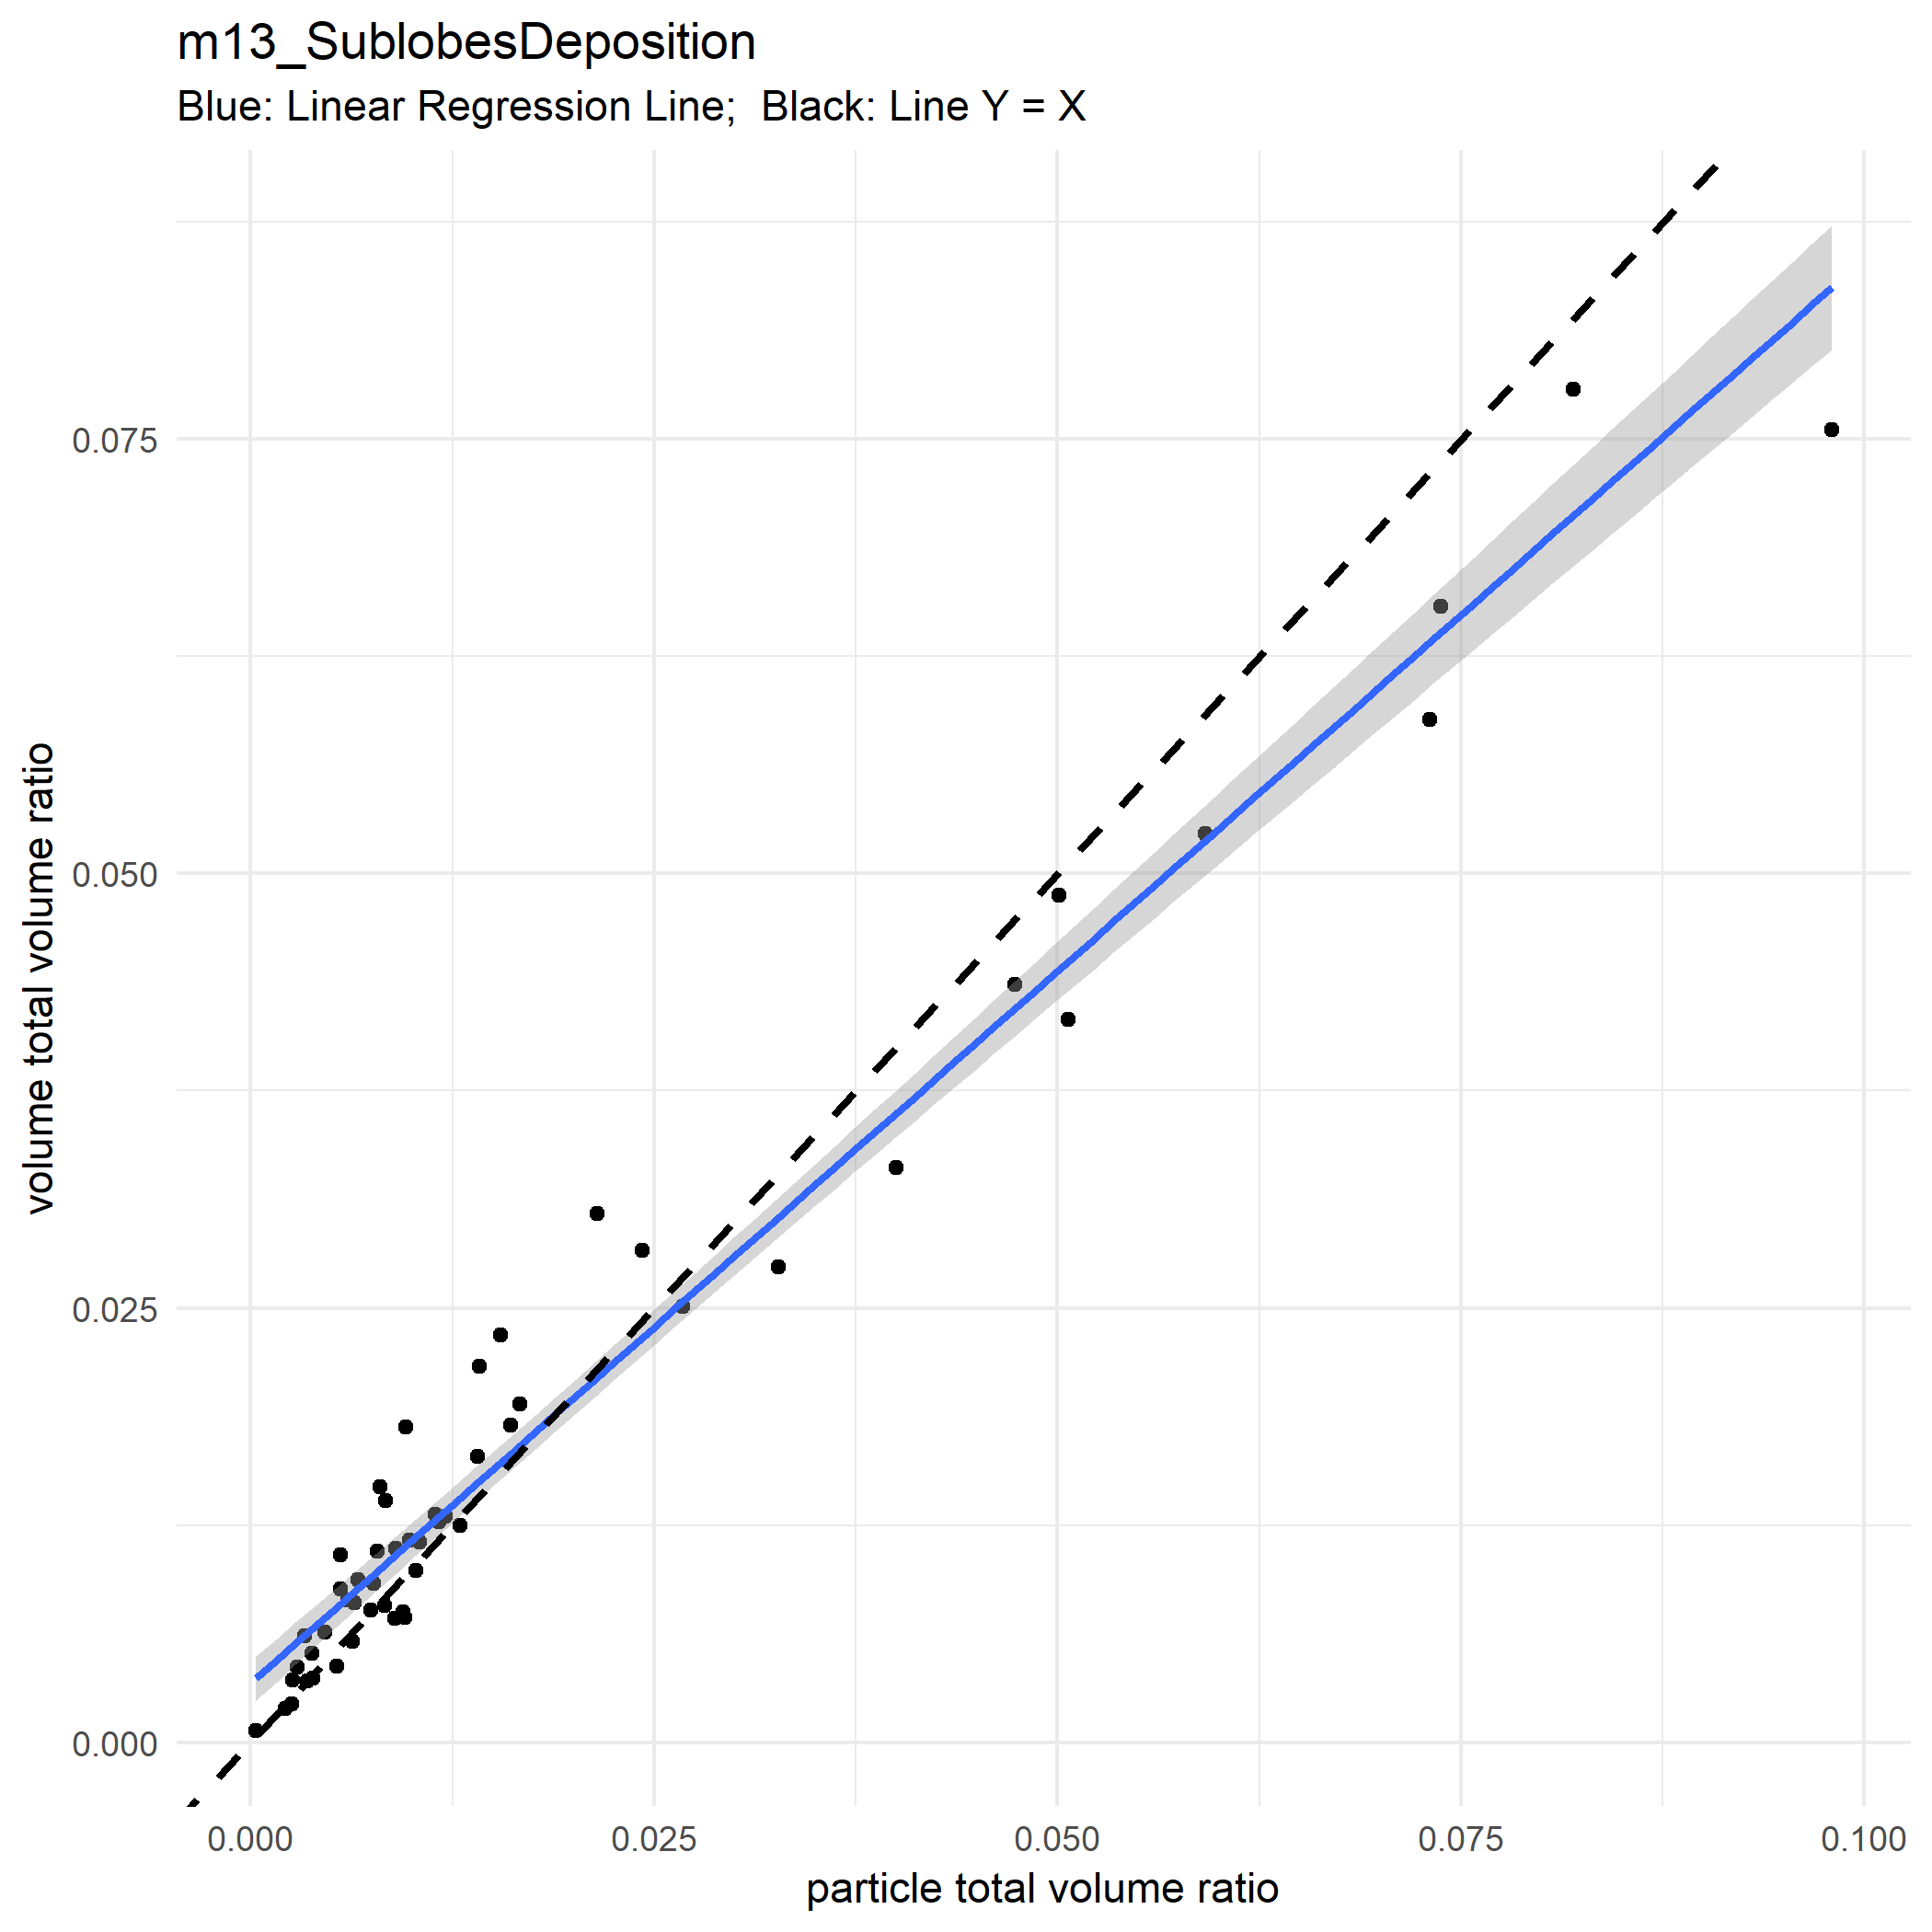 m13_SublobesDeposition
Blue: Linear Regression Line;  Black: Line Y = X
volume total volume ratio
0.075
0.050
0.025
0.000
0.000 0.025 0.050 0.075 0.100
particle total volume ratio